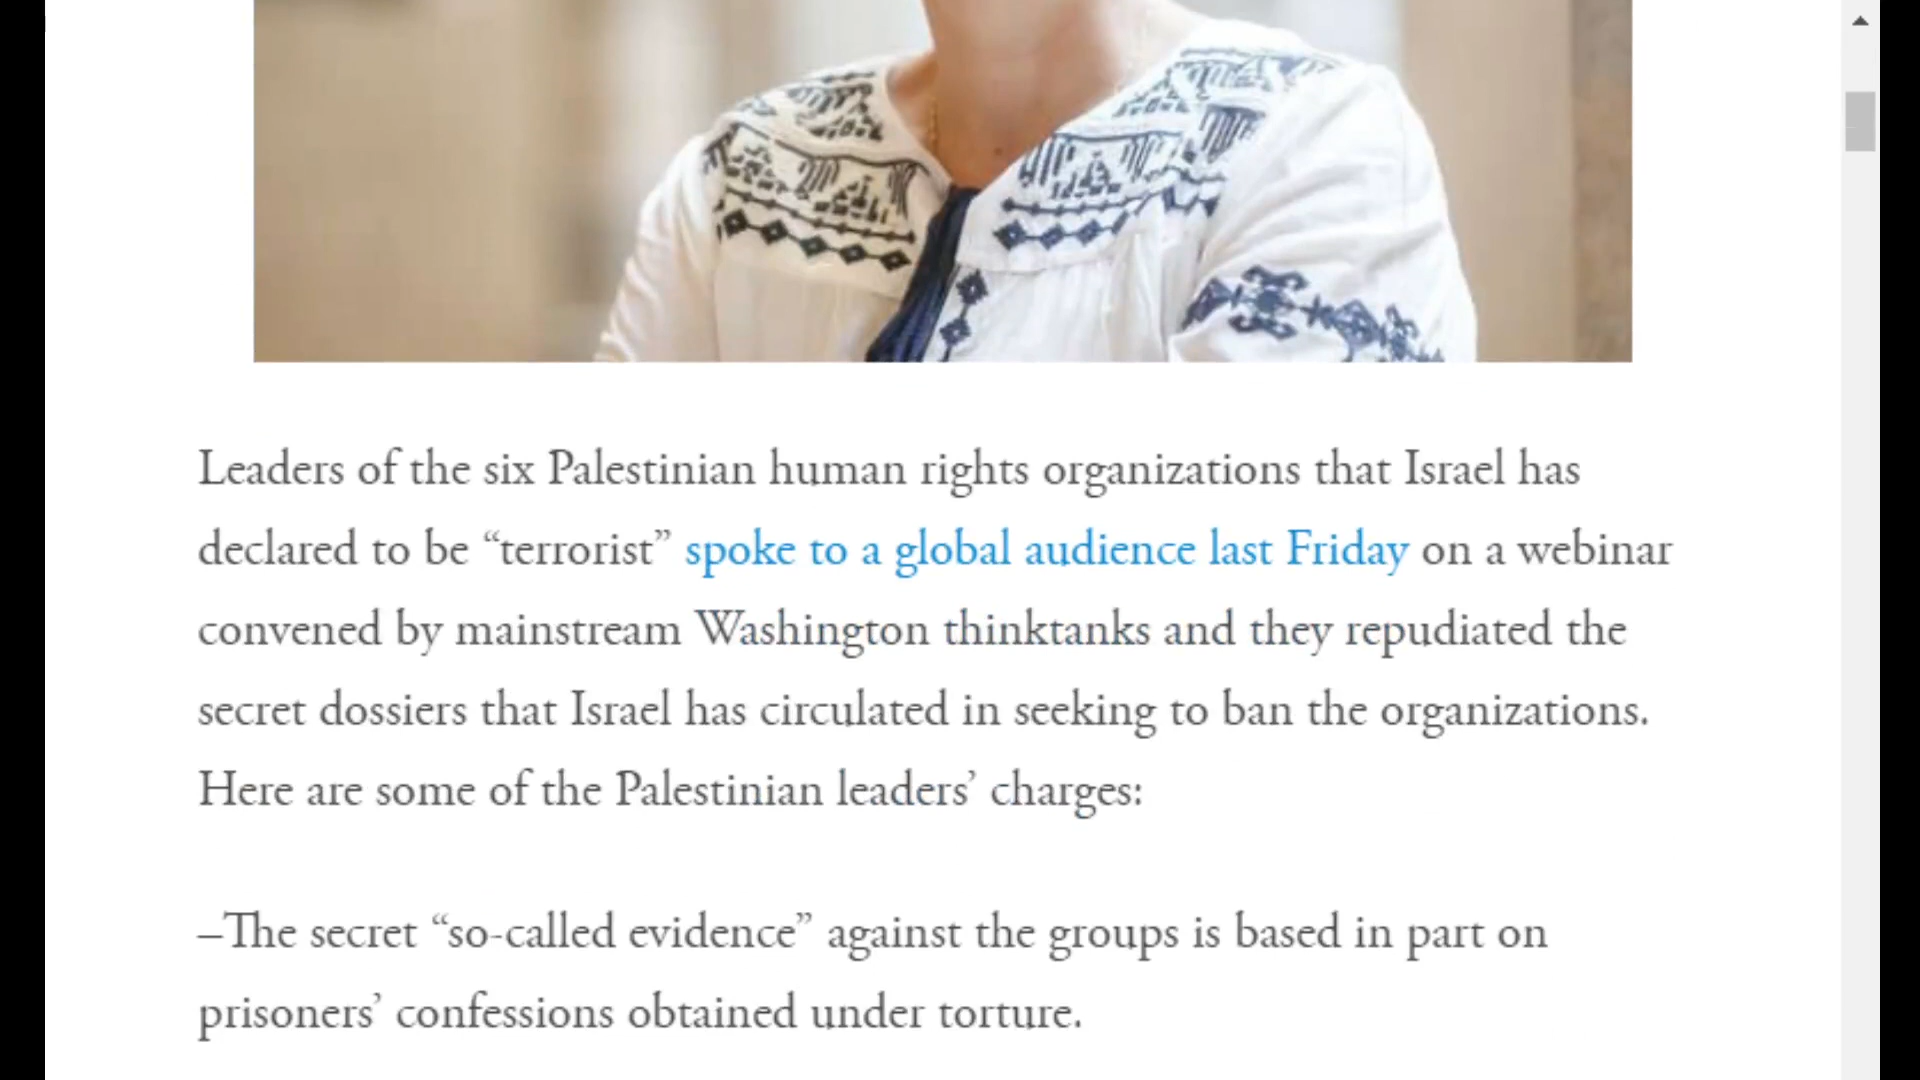 Leaders of the six Palestinian human rights organizations that Israel has
declared to be “terrorist” spoke to a global audience last Friday on a webinar
convened by mainstream Washington thinktanks and they repudiated the
secret dossiers that Israel has circulated in seeking to ban the organizations.
Here are some of the Palestinian leaders’ charges:
–The secret “so-called evidence” against the groups is based in part on
prisoners’ confessions obtained under torture.